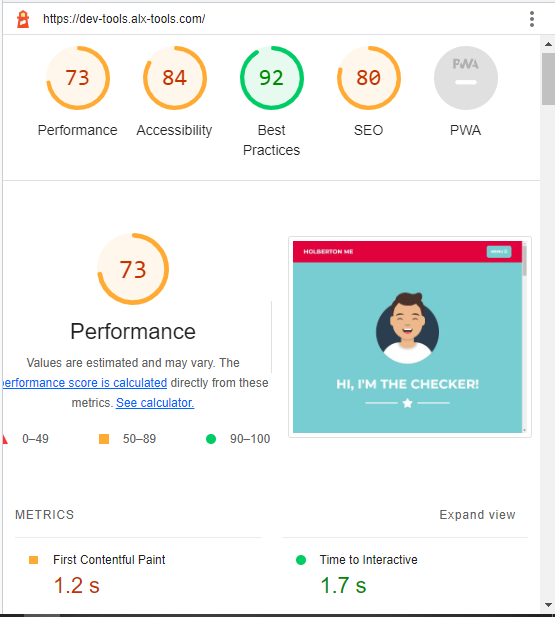 https://dev-tools.alx-tools.com/
73 84 92 80 PWA
Performance Accessibility Best Practices SEO PWA
73
Performance
Values are estimated and may vary. The
performance score is calculated directly from these
metrics. See calculator.
0–49 50–89 90–100
HOLBERTON ME
HI, I'M THE CHECKER!
METRICS Expand view
First Contentful Paint Time to Interactive
1.2 s 1.7 s